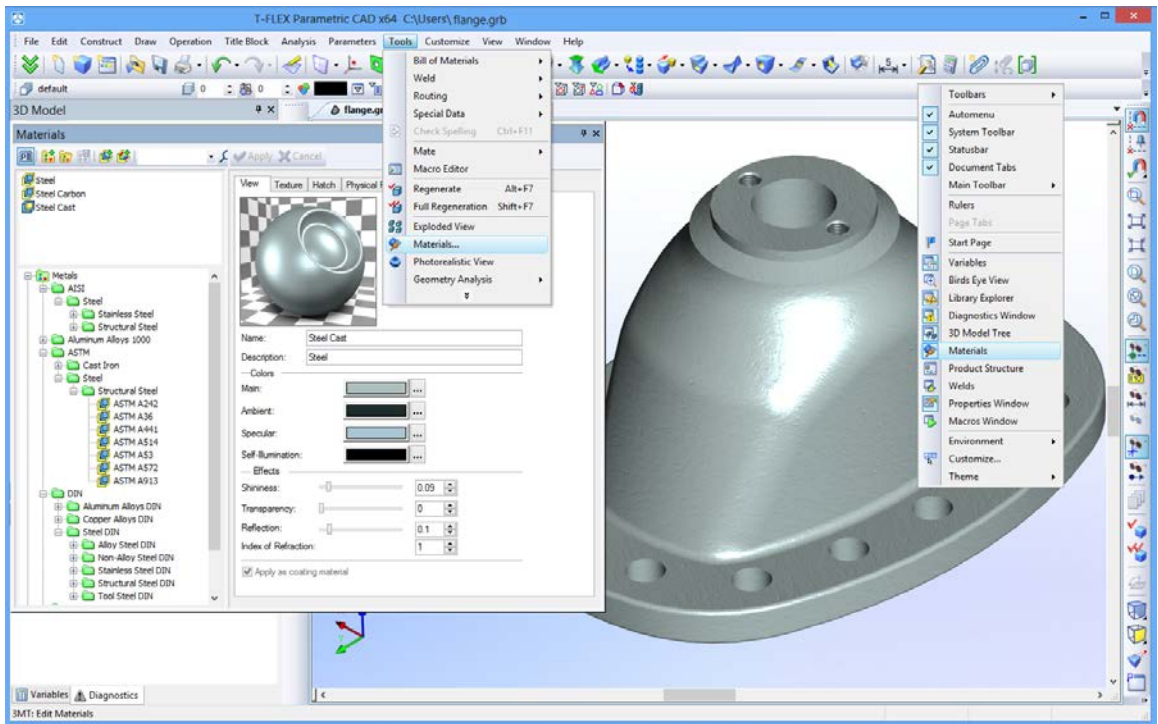 T-FLEX Parametric CAD x64 C:\Users\ flange.grb
File Edit Construct Draw Operation Title Block Analysis Parameters Tools Customize View Window Help
default
0
0
3D Model
flange.gr
Materials
Apply Cancel
Steel
Steel Carbon
Steel Cast
Metals
AISI
Steel
Stainless Steel
Structural Steel
Aluminum Alloys 1000
ASTM
Cast Iron
Steel
Structural Steel
ASTM A242
ASTM A36
ASTM A441
ASTM A514
ASTM A53
ASTM A572
ASTM A913
DIN
Aluminum Alloys DIN
Copper Alloys DIN
Steel DIN
Alloy Steel DIN
Non-Alloy Steel DIN
Stainless Steel DIN
Structural Steel DIN
Tool Steel DIN
View Texture Hatch Physical
Name: Steel Cast
Description: Steel
Colors
Main: ...
Ambient: ...
Specular: ...
Self-Illumination: ...
Effects
Shininess: 0.09
Transparency: 0
Reflection: 0.1
Index of Refraction: 1
Apply as coating material
Bill of Materials
Weld
Routing
Special Data
Check Spelling Ctrl+F11
Mate
Macro Editor
Regenerate Alt+F7
Full Regeneration Shift+F7
Exploded View
Materials...
Photorealistic View
Geometry Analysis
Toolbars
Automenu
System Toolbar
Statusbar
Document Tabs
Main Toolbar
Rulers
Page Tabs
Start Page
Variables
Birds Eye View
Library Explorer
Diagnostics Window
3D Model Tree
Materials
Product Structure
Welds
Properties Window
Macros Window
Environment
Customize...
Theme
Variables Diagnostics
3MT: Edit Materials